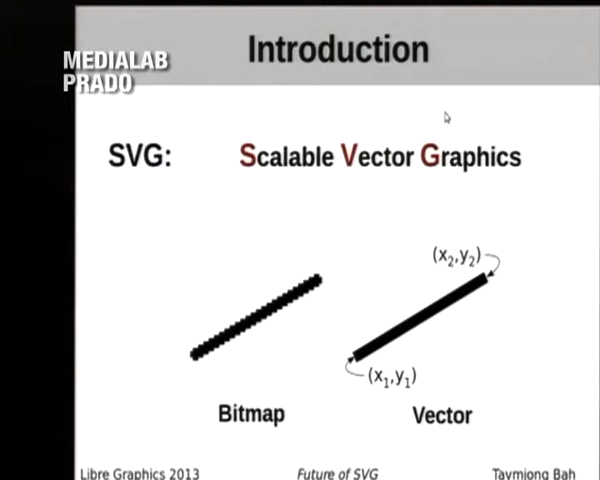 Introduction
MEDIALAB
PRADO
SVG: Scalable Vector Graphics
(x₂,y₂)
(x₁,y₁)
Bitmap Vector
Libre Graphics 2013 Future of SVG Tavmjong Bah